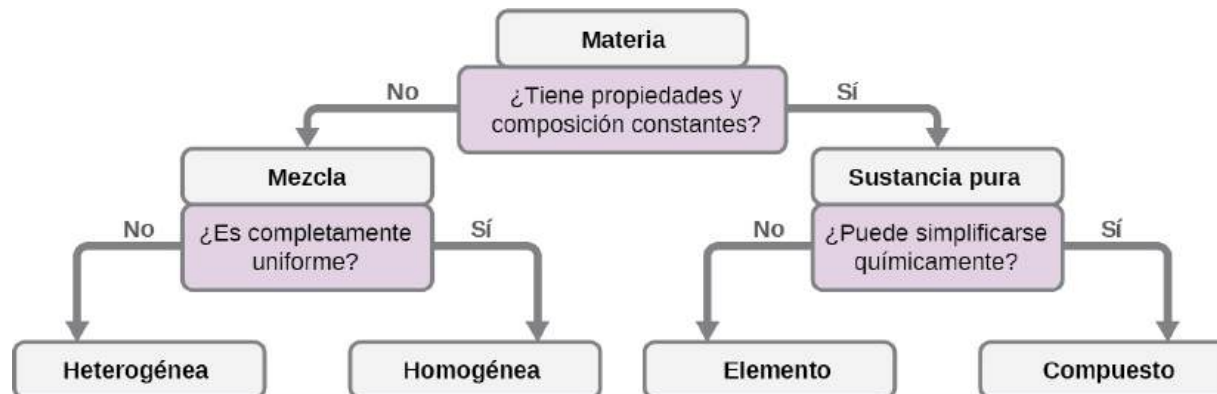 Materia
No
¿Tiene propiedades y
composición constantes?
Sí
Mezcla
Sustancia pura
No
¿Es completamente
uniforme?
Sí
No
¿Puede simplificarse
químicamente?
Sí
Heterogénea
Homogénea
Elemento
Compuesto